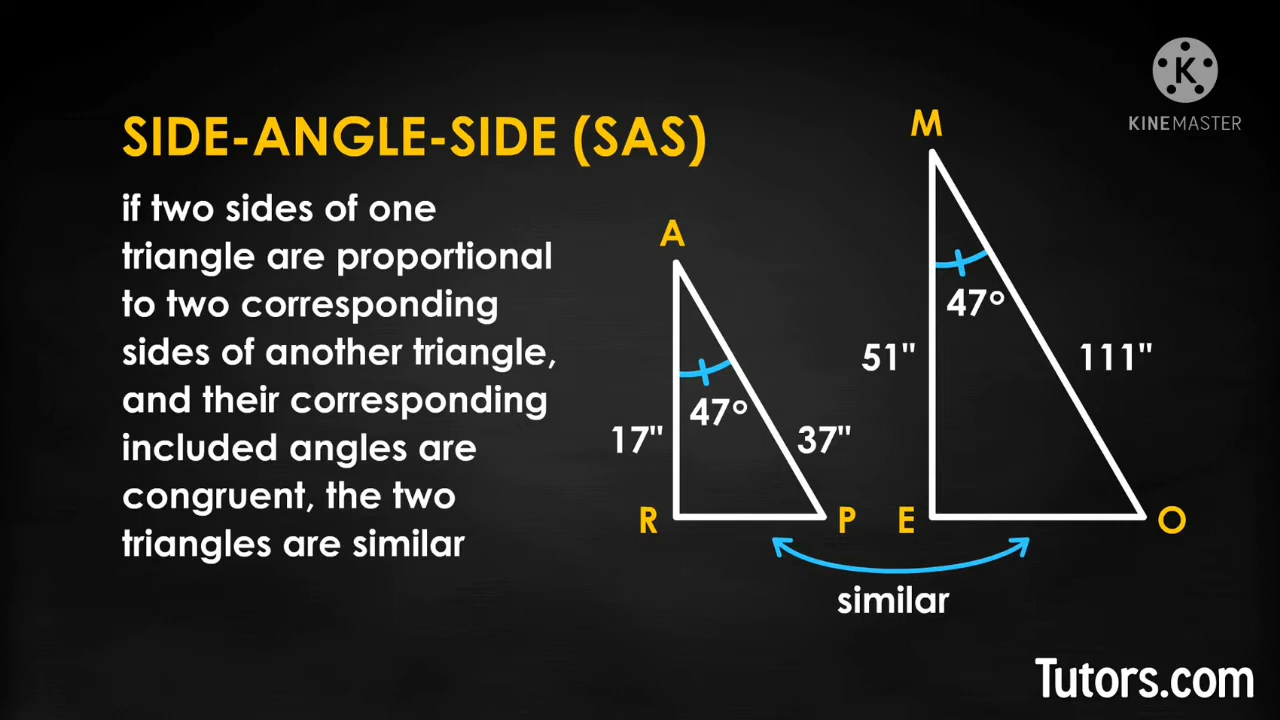 K
KINEMASTER
SIDE-ANGLE-SIDE (SAS)
if two sides of one
triangle are proportional
to two corresponding
sides of another triangle,
and their corresponding
included angles are
congruent, the two
triangles are similar
A
47°
17"
37"
R
P
M
47°
51"
111"
E
O
similar
Tutors.com